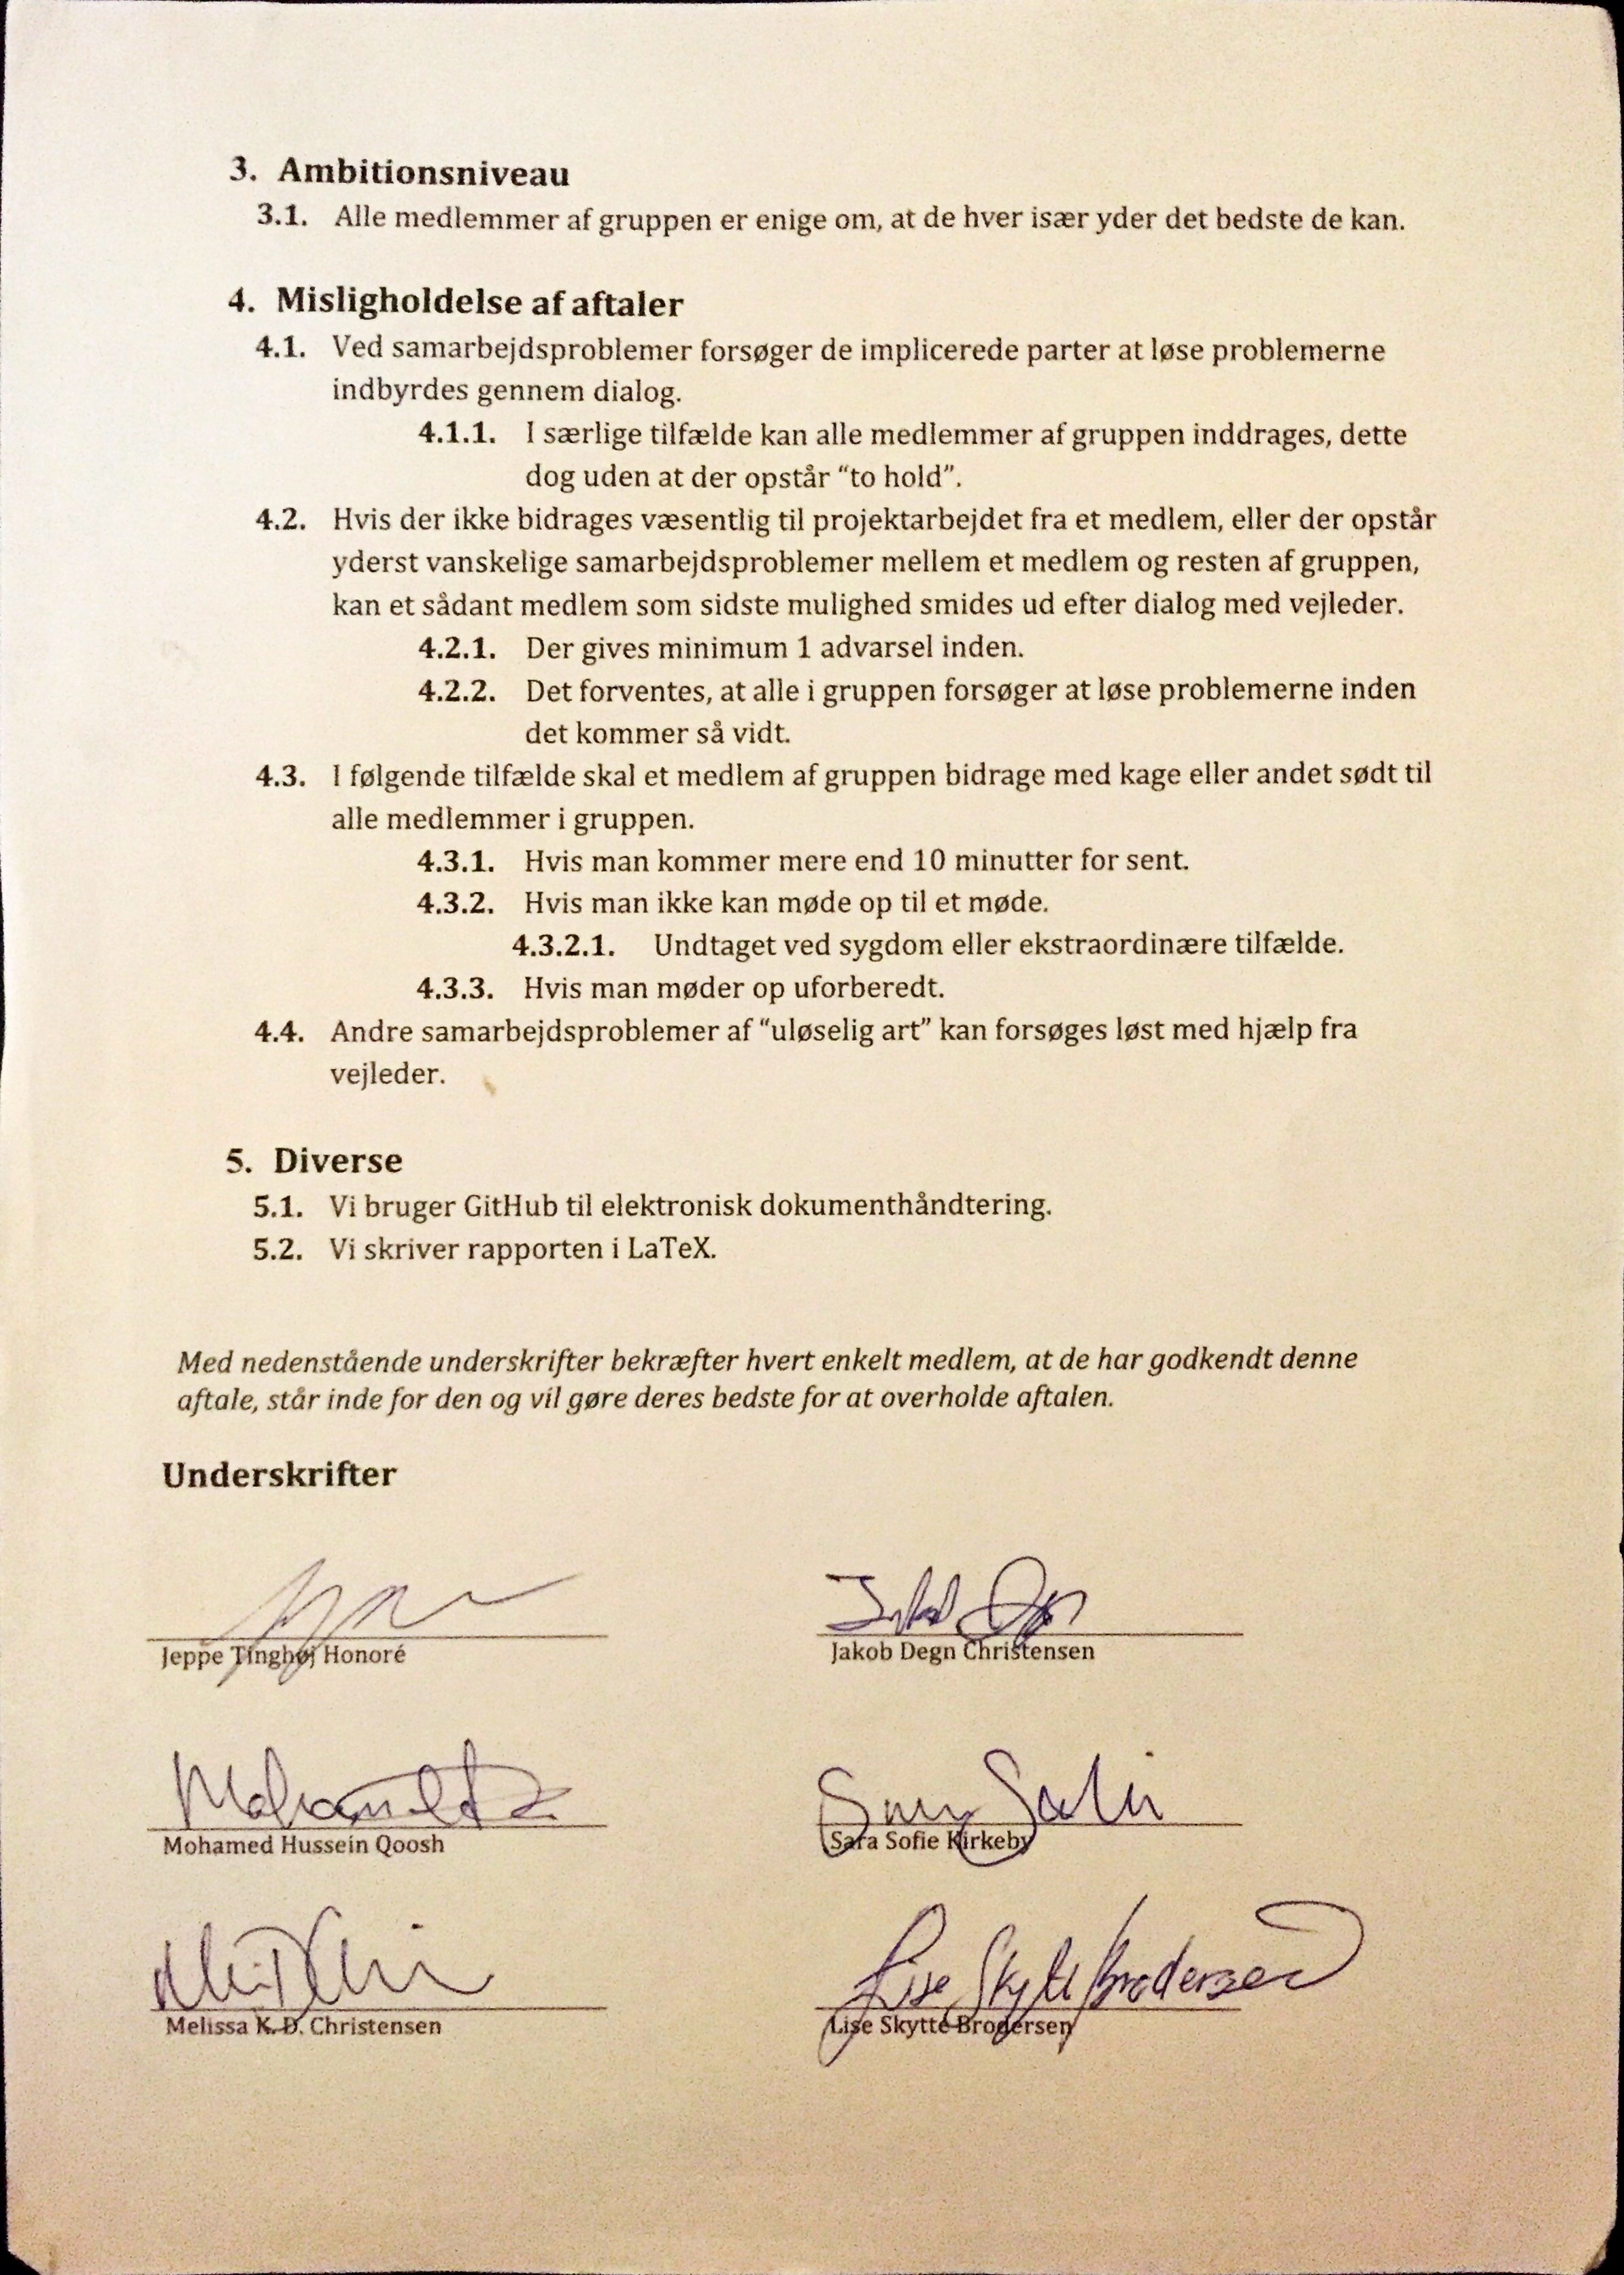 3. Ambitionsniveau
3.1. Alle medlemmer af gruppen er enige om, at de hver især yder det bedste de kan.
4. Misligholdelse af aftaler
4.1. Ved samarbejdsproblemer forsøger de implicerede parter at løse problemerne
indbyrdes gennem dialog.
4.1.1. I særlige tilfælde kan alle medlemmer af gruppen inddrages, dette
dog uden at der opstår “to hold”.
4.2. Hvis der ikke bidrages væsentlig til projektarbejdet fra et medlem, eller der opstår
yderst vanskelige samarbejdsproblemer mellem et medlem og resten af gruppen,
kan et sådant medlem som sidste mulighed smides ud efter dialog med vejleder.
4.2.1. Der gives minimum 1 advarsel inden.
4.2.2. Det forventes, at alle i gruppen forsøger at løse problemerne inden
det kommer så vidt.
4.3. I følgende tilfælde skal et medlem af gruppen bidrage med kage eller andet sødt til
alle medlemmer i gruppen.
4.3.1. Hvis man kommer mere end 10 minutter for sent.
4.3.2. Hvis man ikke kan møde op til et møde.
4.3.2.1. Undtaget ved sygdom eller ekstraordinære tilfælde.
4.3.3. Hvis man møder op uforberedt.
4.4. Andre samarbejdsproblemer af “uløselig art” kan forsøges løst med hjælp fra
vejleder.
5. Diverse
5.1. Vi bruger GitHub til elektronisk dokumenthåndtering.
5.2. Vi skriver rapporten i LaTeX.
Med nedenstående underskrifter bekræfter hvert enkelt medlem, at de har godkendt denne
aftale, står inde for den og vil gøre deres bedste for at overholde aftalen.
Underskrifter
Jeppe Tinghøj Honoré
Jakob Degn Christensen
Mohamed
Mohamed Hussein Qoosh
Sara Sofie Kirkeby
Melissa K. D. Christensen
Lise Skytte Brodersen
Lise Skytte Brodersen